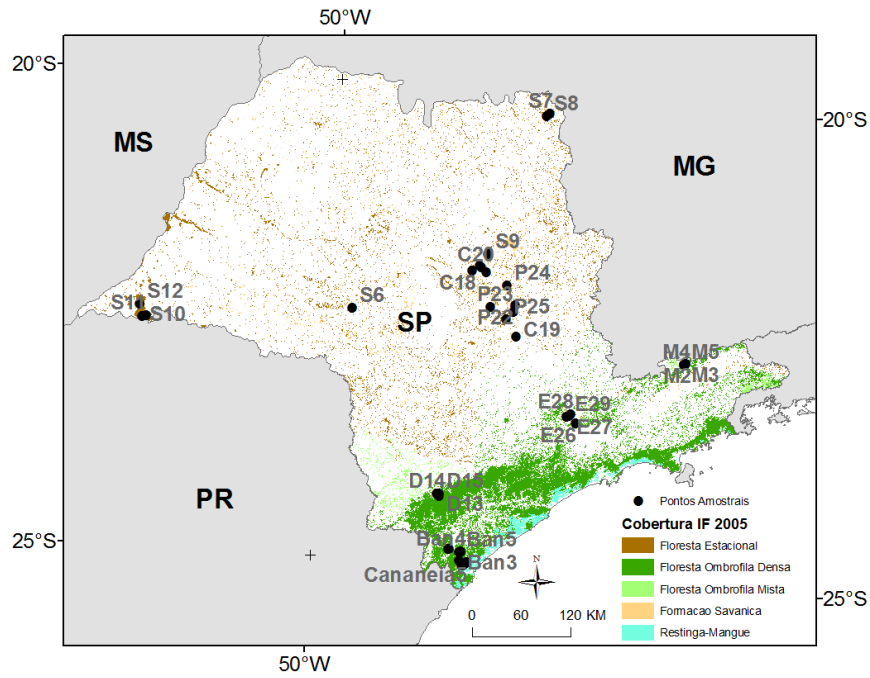 50°W
20°S
20°S
MS
MG
S7 S8
S9
C20
C18
P24
S12
S10
S6
SP
P23
P25
P22
C19
M4 M5
M2 M3
E28 E29
E26 E27
D14 D15
D13
PR
25°S
Ban4 Ban5
Ban3
25°S
50°W
Pontos Amostrais
Cobertura IF 2005
Floresta Estacional
Floresta Ombrofila Densa
Floresta Ombrofila Mista
Formacao Savanica
Restinga-Mangue
N
0 60 120 KM